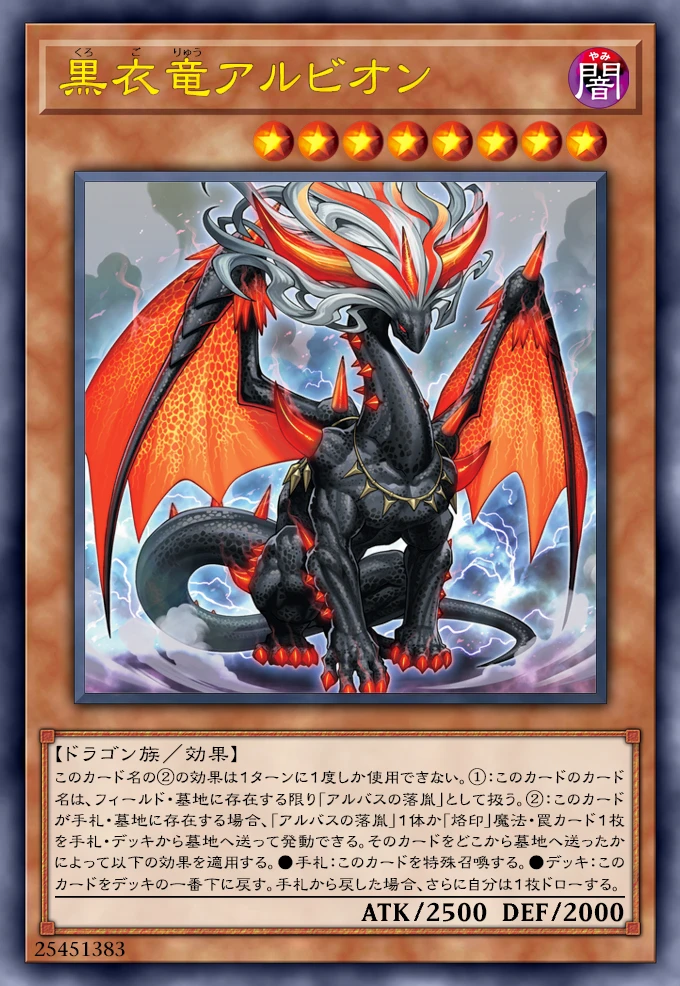 くろ ご りゅう
黒衣竜アルビオン
やみ
闇
【ドラゴン族／効果】
このカード名の②の効果は1ターンに1度しか使用できない。①：このカードのカード
名は、フィールド・墓地に存在する限り「アルバスの落胤」として扱う。②：このカード
が手札・墓地に存在する場合、「アルバスの落胤」1体か「烙印」魔法・罠カード1枚
を手札・デッキから墓地へ送って発動できる。そのカードをどこから墓地へ送ったか
によって以下の効果を適用する。●手札：このカードを特殊召喚する。●デッキ：この
カードをデッキの一番下に戻す。手札から戻した場合、さらに自分は1枚ドローする。
ATK/2500 DEF/2000
25451383